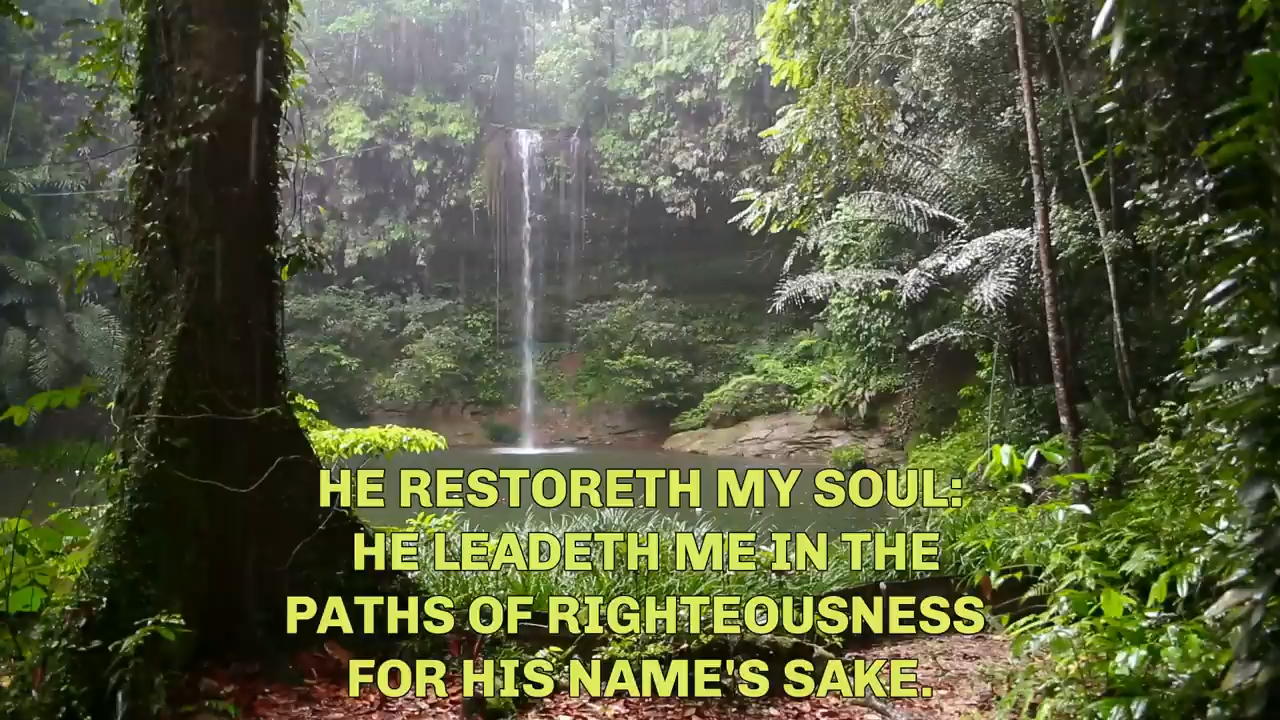 HE RESTORETH MY SOUL:
HE LEADETH ME IN THE
PATHS OF RIGHTEOUSNESS
FOR HIS NAME'S SAKE.